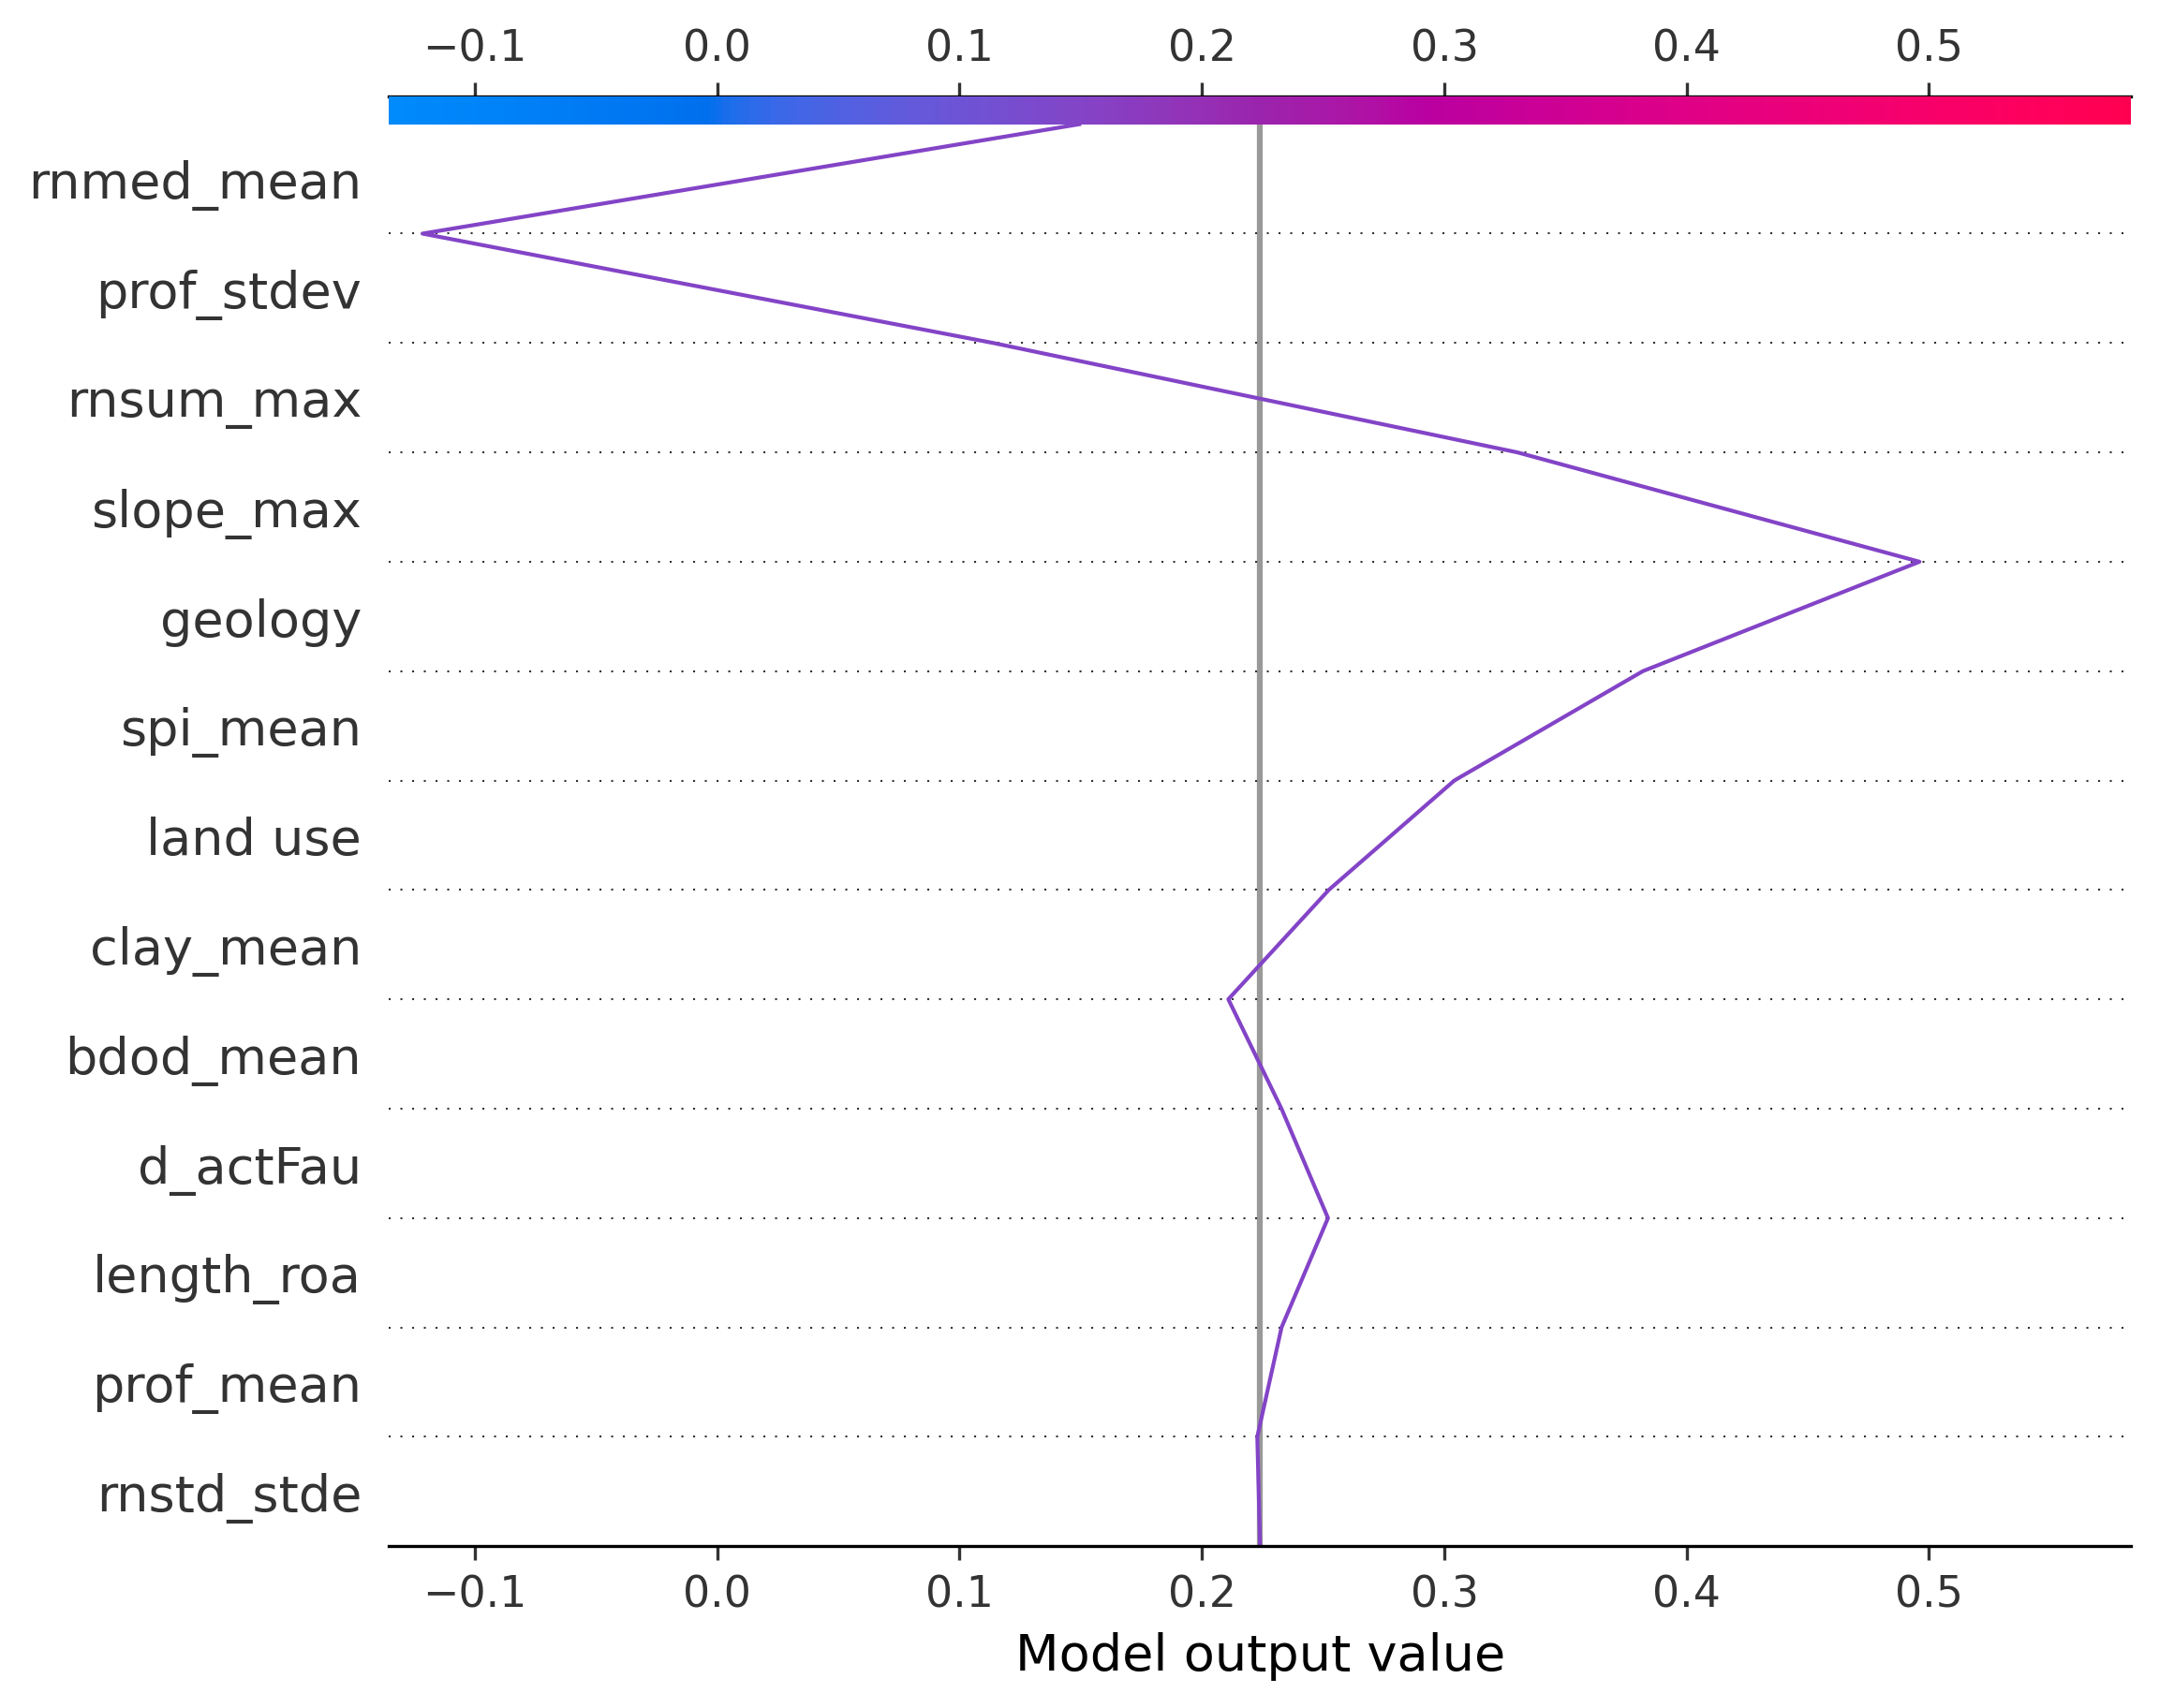 −0.1 0.0 0.1 0.2 0.3 0.4 0.5
rnmed_mean
prof_stdev
rnsum_max
slope_max
geology
spi_mean
land use
clay_mean
bdod_mean
d_actFau
length_roa
prof_mean
rnstd_stde
−0.1 0.0 0.1 0.2 0.3 0.4 0.5
Model output value